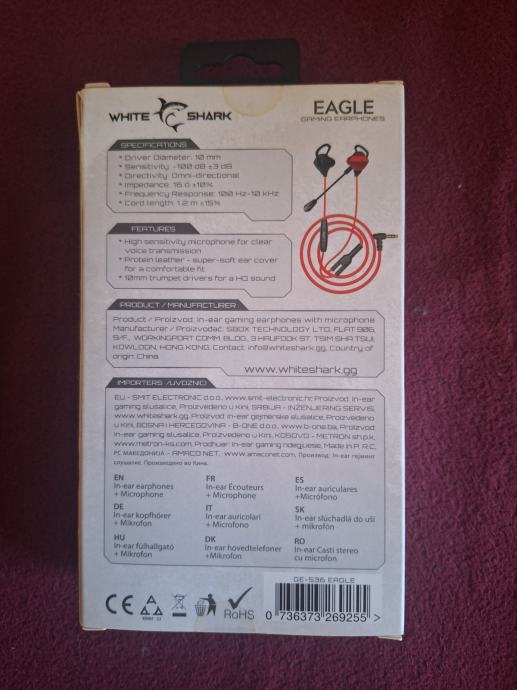 WHITE SHARK
EAGLE
GAMING EARPHONES
SPECIFICATIONS
• Driver Diameter: 10 mm
• Sensitivity: -100 dB ±3 dB
• Directivity: Omni-directional
• Impedance: 16 Ω ±10%
• Frequency Response: 100 Hz-10 kHz
• Cord length: 1.2 m ±15%
FEATURES
• High sensitivity microphone for clear
voice transmission
• Protein leather - super-soft ear cover
for a comfortable fit
• 10mm trumpet drivers for a HD sound
PRODUCT / MANUFACTURER
Product / Proizvod: In-ear gaming earphones with microphone
Manufacturer / Proizvođač: SBOX TECHNOLOGY LTD, FLAT 906,
9/F., WORKINGPORT COMM. BLDG., 3 HAU FOOK ST. TSIM SHA TSUI,
KOWLOON, HONG KONG. Contact: info@whiteshark.gg, Country of
origin: China.
www.whiteshark.gg
IMPORTERS /UVOZNICI
EU - SMIT ELECTRONIC d.o.o., www.smit-electronic.hr, Proizvod: In-ear
gaming slušalice, Proizvedeno u Kini, SRBIJA - INŽENJERING SERVIS,
www.whiteshark.gg, Proizvod: In-ear gejmerske slušalice, Proizvedeno
u Kini, BOSNA I HERCEGOVINA - B-ONE d.o.o., www.b-one.ba, Proizvod:
In-ear gaming slušalice, Proizvedeno u Kini, KOSOVO - METRON sh.p.k,
www.metron-ks.com, Prodhuer: In-ear gaming ndegjuese, Made in P. R.C,
РС МАКЕДОНИЈА - AMACO NET. www.amaconet.com, Производ: In-ear гејминг
слушалки, Произведено во Кина.
EN
In-ear earphones
+ Microphone
FR
In-ear Écouteurs
+ Microphone
ES
In-ear auriculares
+Micrófono
DE
In-ear kopfhörer
+ Mikrofon
IT
In-ear auricolari
+ Microfono
SK
In-ear slúchadlá do uší
+ mikrofón
HU
In-ear fülhallgató
+ Mikrofon
DK
In-ear hovedtelefoner
+Mikrofon
RO
In-ear Casti stereo
cu microfon
GE-536 EAGLE
CE
RoHS
0 736373 269255 >